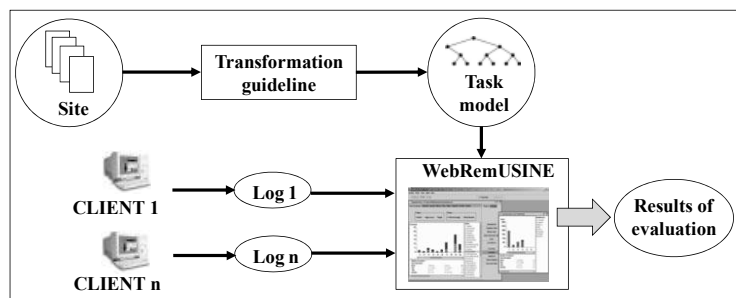 Site
Transformation
guideline
Task
model
WebRemUSINE
CLIENT 1
Log 1
CLIENT n
Log n
Results of
evaluation